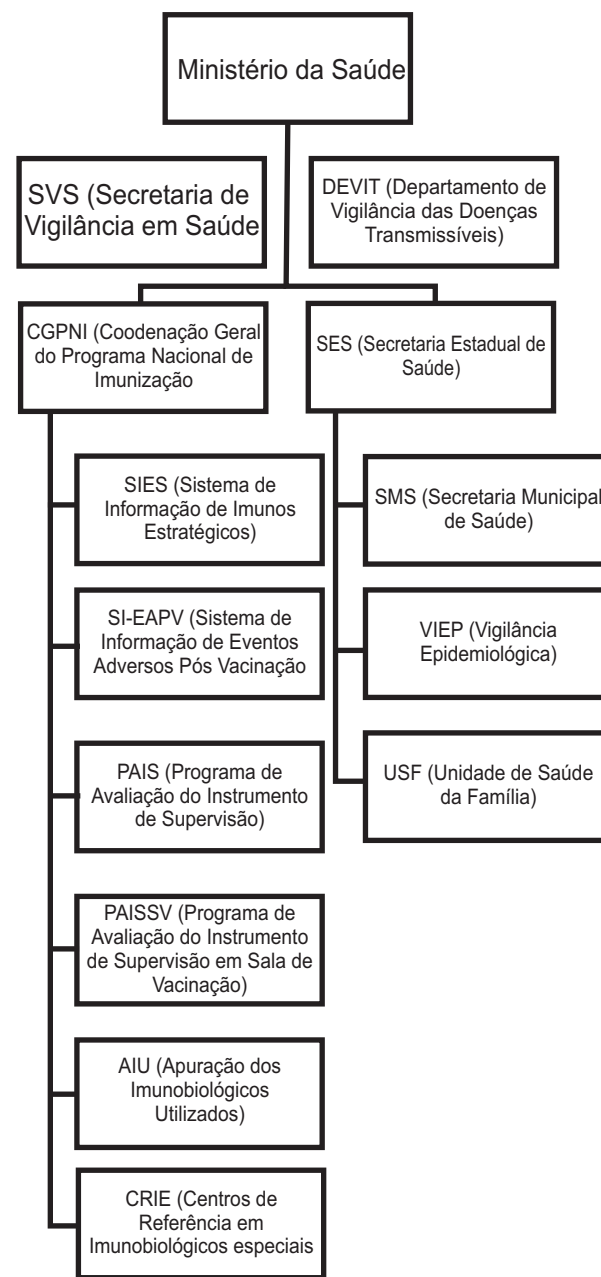 Ministério da Saúde
SVS (Secretaria de
Vigilância em Saúde
DEVIT (Departamento de
Vigilância das Doenças
Transmissíveis)
CGPNI (Coodenação Geral
do Programa Nacional de
Imunização
SES (Secretaria Estadual de
Saúde)
SIES (Sistema de
Informação de Imunos
Estratégicos)
SMS (Secretaria Municipal
de Saúde)
SI-EAPV (Sistema de
Informação de Eventos
Adversos Pós Vacinação
VIEP (Vigilância
Epidemiológica)
PAIS (Programa de
Avaliação do Instrumento
de Supervisão)
USF (Unidade de Saúde
da Família)
PAISSV (Programa de
Avaliação do Instrumento
de Supervisão em Sala de
Vacinação)
AIU (Apuração dos
Imunobiológicos
Utilizados)
CRIE (Centros de
Referência em
Imunobiológicos especiais